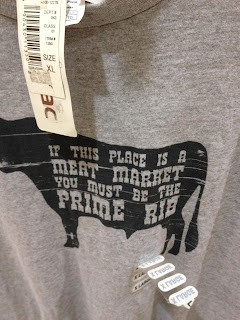 SIZE
XL
IF THIS PLACE IS A
MEAT MARKET
YOU MUST BE THE
PRIME RIB